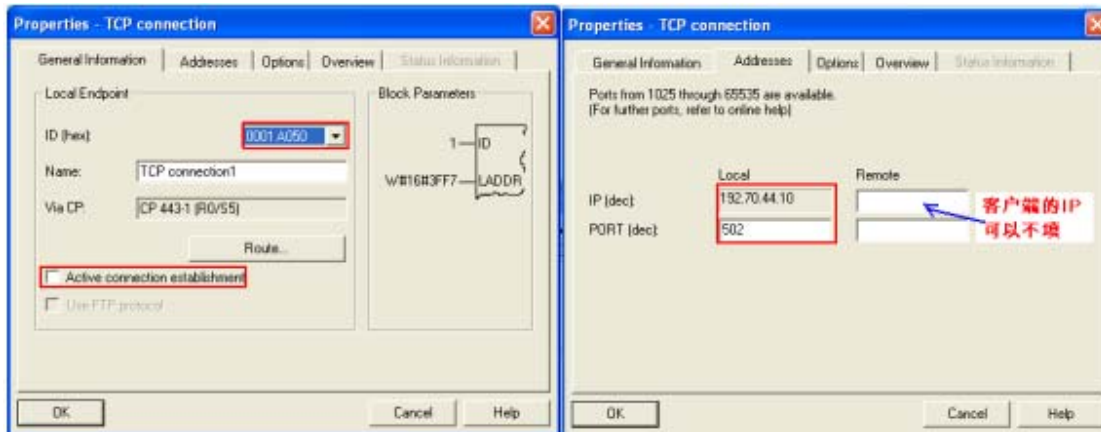 Properties - TCP connection
General Information Addresses Options Overview Status Information
Local Endpoint
ID (hex):
0001 A050
Name:
TCP connection1
Via CP:
CP 443-1 (R0/S5)
Route...
Active connection establishment
Use FTP protocol
Block Parameters
1 ID
W#16#3FF7 LADDR
OK Cancel Help
Properties - TCP connection
General Information Addresses Options Overview Status Information
Ports from 1025 through 65535 are available.
(For further ports, refer to online help)
Local Remote
IP (dec): 192.70.44.10
PORT (dec): 502
客户端的IP
可以不填
OK Cancel Help